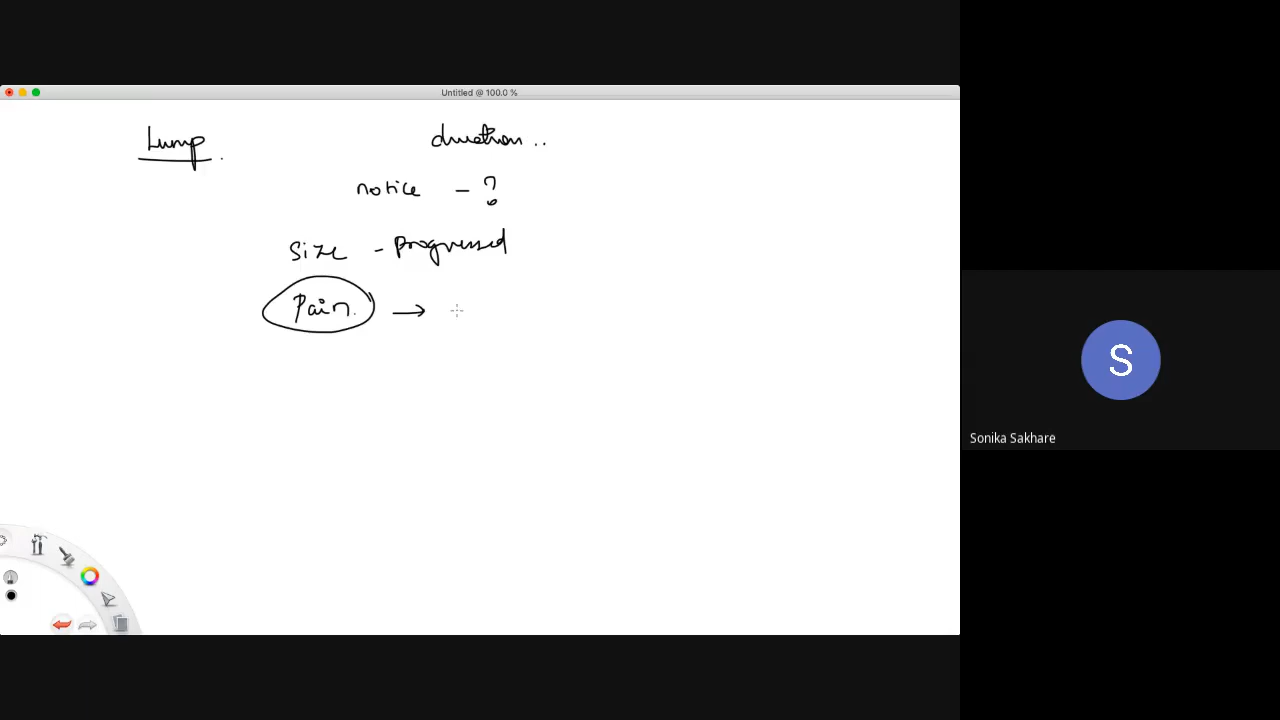 Untitled @ 100.0 %
Lump. duration..
notice - ?
Size - Progressed
Pain. →
S
Sonika Sakhare